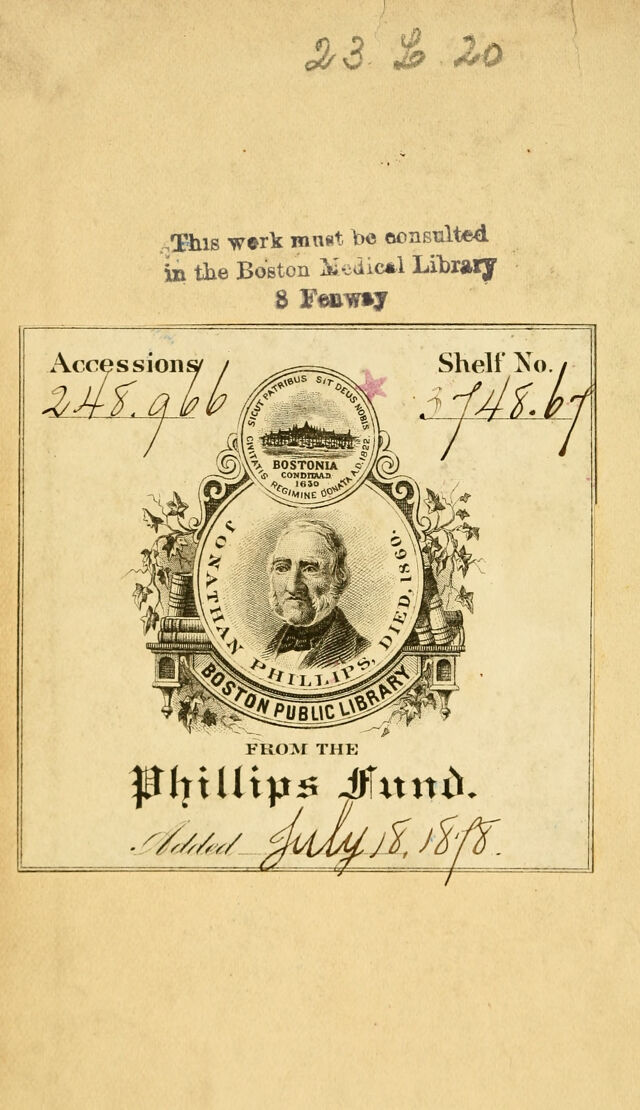 23. L. 20
This work must be consulted
in the Boston Medical Library
8 Fenway
Accessions
248.966
Shelf No.
3748.67
SICUT PATRIBUS SIT DEUS NOBIS
CIVITATIS REGIMINE DONATA A.D. 1822.
BOSTONIA
CONDITA A.D.
1630
JONATHAN PHILLIPS, DIED, 1860.
BOSTON PUBLIC LIBRARY
FROM THE
Phillips Fund.
Added July 18, 1878.